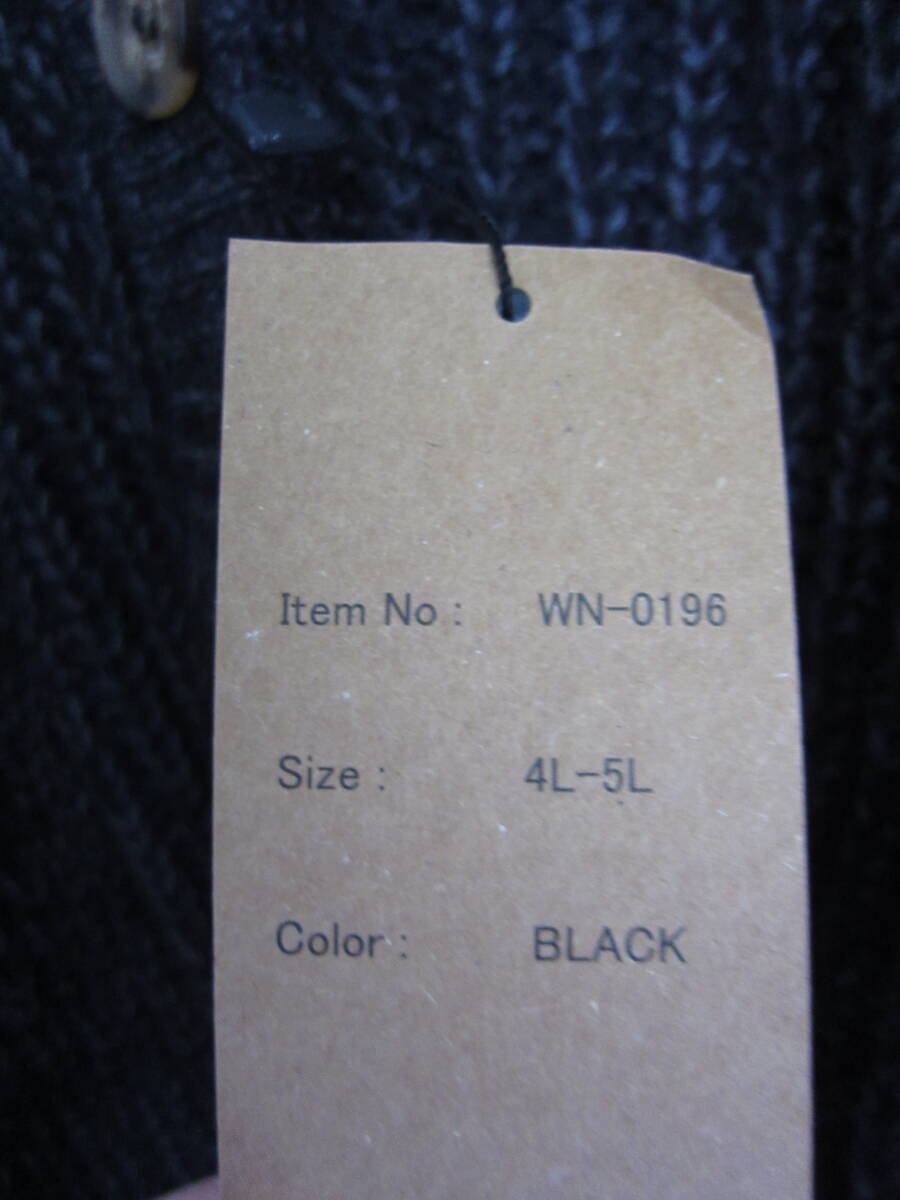 Item No : WN-0196
Size : 4L-5L
Color : BLACK